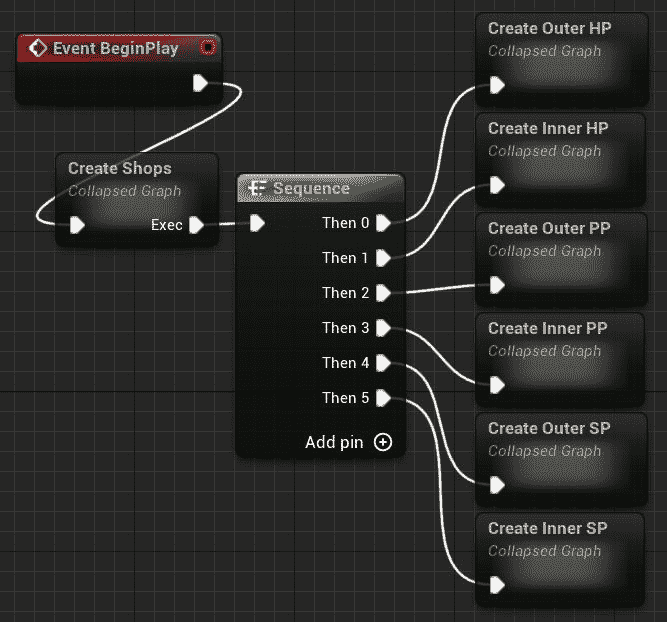 Event BeginPlay
Create Shops
Collapsed Graph
Exec
Sequence
Then 0
Then 1
Then 2
Then 3
Then 4
Then 5
Add pin
Create Outer HP
Collapsed Graph
Create Inner HP
Collapsed Graph
Create Outer PP
Collapsed Graph
Create Inner PP
Collapsed Graph
Create Outer SP
Collapsed Graph
Create Inner SP
Collapsed Graph